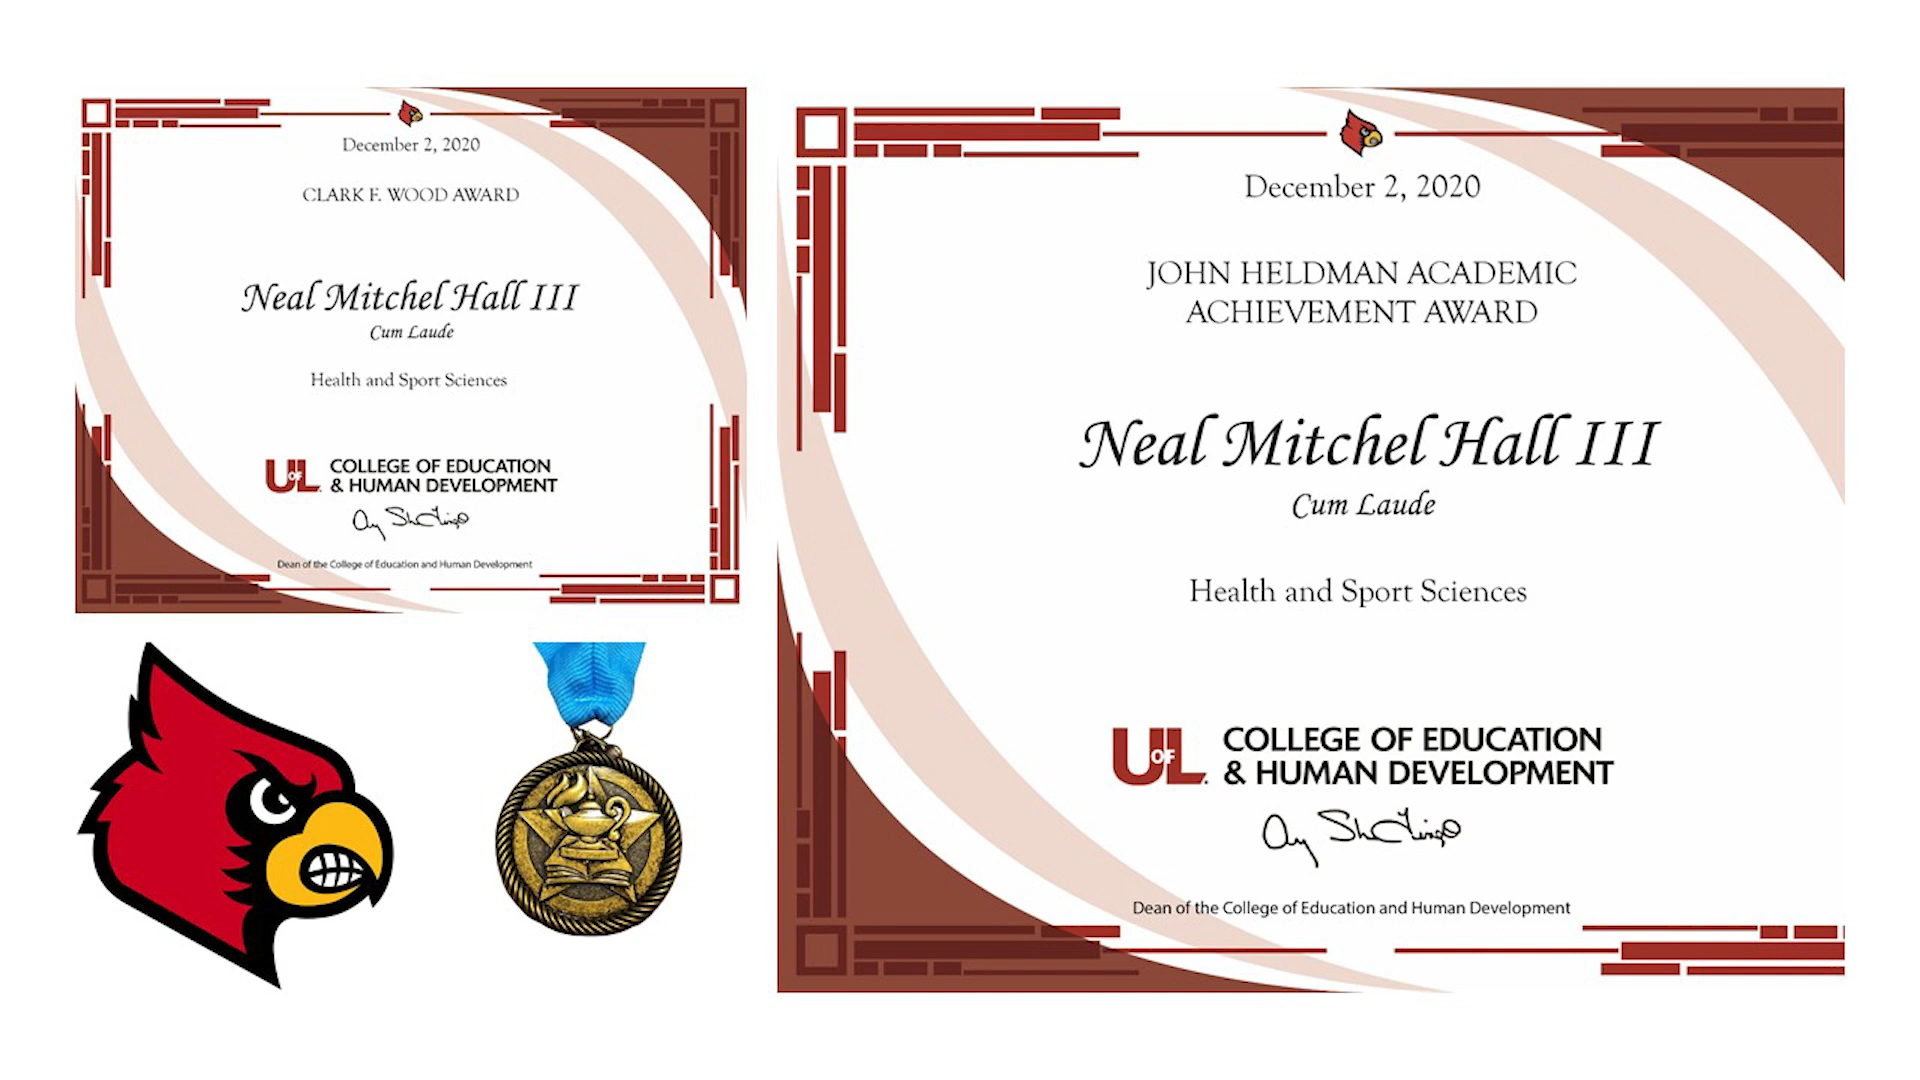 December 2, 2020
CLARK F. WOOD AWARD
Neal Mitchel Hall III
Cum Laude
Health and Sport Sciences
UOFL. COLLEGE OF EDUCATION
& HUMAN DEVELOPMENT
Dean of the College of Education and Human Development
December 2, 2020
JOHN HELDMAN ACADEMIC
ACHIEVEMENT AWARD
Neal Mitchel Hall III
Cum Laude
Health and Sport Sciences
UOFL. COLLEGE OF EDUCATION
& HUMAN DEVELOPMENT
Dean of the College of Education and Human Development